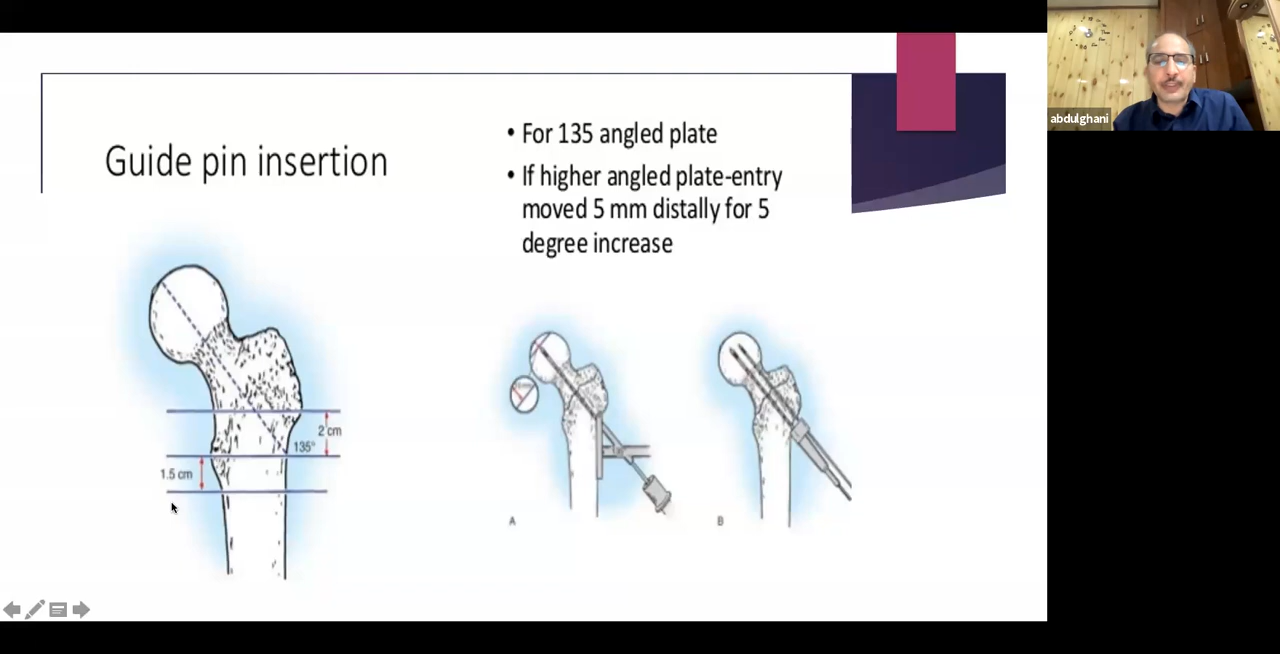 Guide pin insertion
• For 135 angled plate
• If higher angled plate-entry
moved 5 mm distally for 5
degree increase
2 cm
135°
1.5 cm
A
B
abdulghani